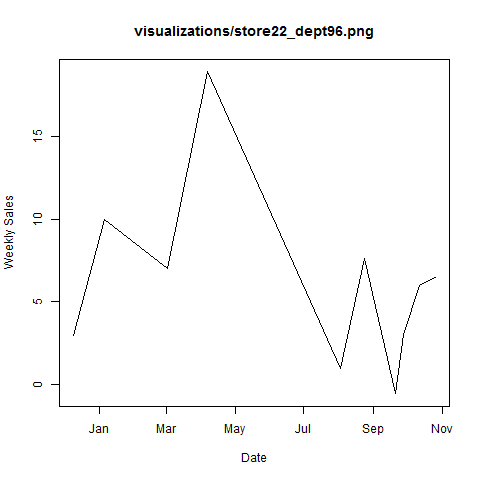 visualizations/store22_dept96.png
Weekly Sales
15
10
5
0
Jan Mar May Jul Sep Nov
Date